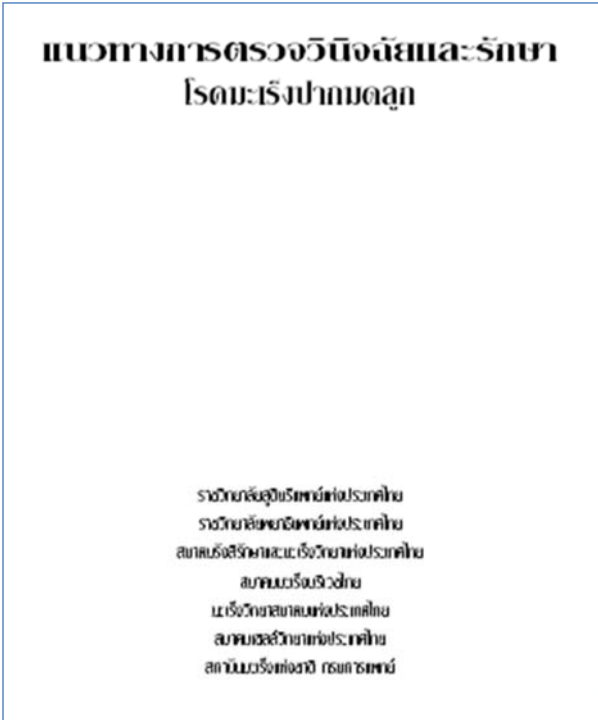 แนวทางการตรวจวินิจฉัยและรักษา
โรคมะเร็งปากมดลูก
ราชวิทยาลัยสูตินรีแพทย์แห่งประเทศไทย
ราชวิทยาลัยพยาธิแพทย์แห่งประเทศไทย
สมาคมรังสีรักษาและมะเร็งวิทยาแห่งประเทศไทย
สมาคมมะเร็งนรีเวชไทย
มะเร็งวิทยาสมาคมแห่งประเทศไทย
สมาคมเซลล์วิทยาแห่งประเทศไทย
สถาบันมะเร็งแห่งชาติ กรมการแพทย์